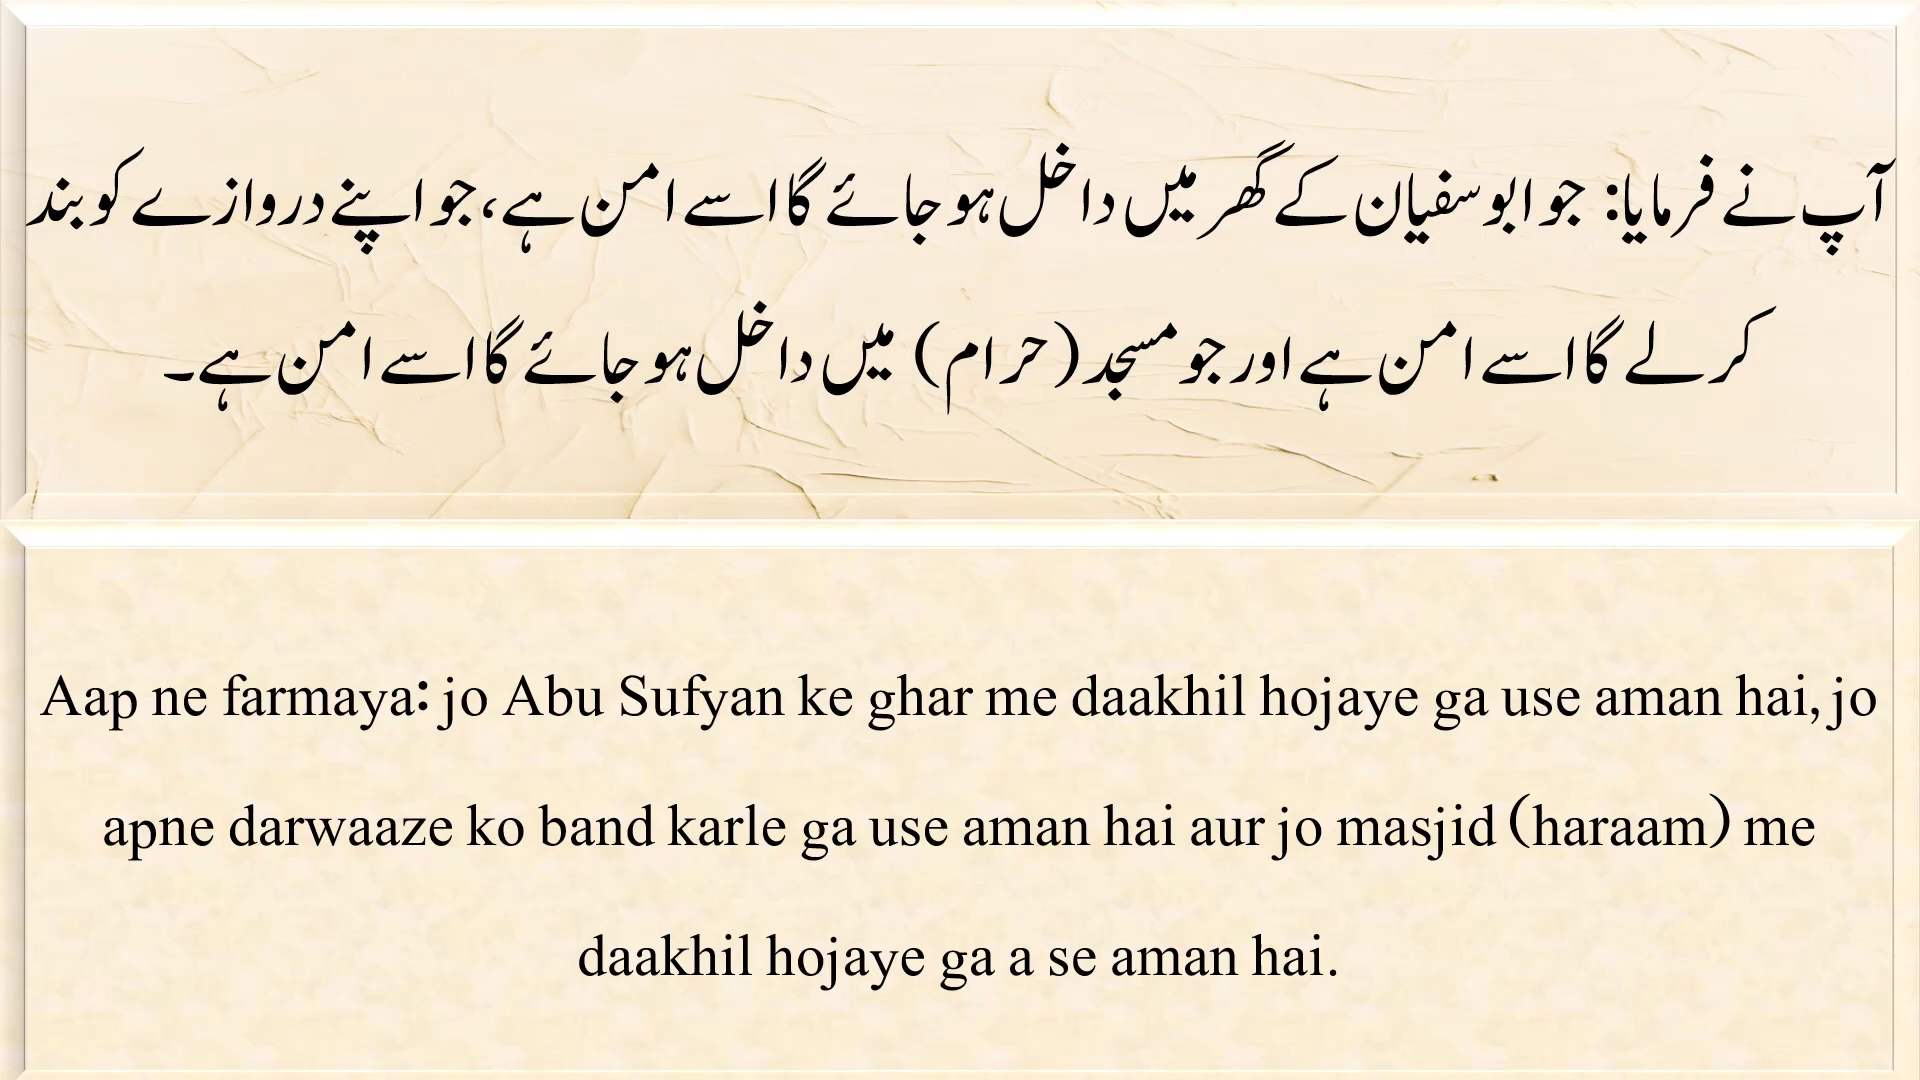 آپ نے فرمایا: جو ابو سفیان کے گھر میں داخل ہو جائے گا اسے امن ہے، جو اپنے دروازے کو بند
کر لے گا اسے امن ہے اور جو مسجد (حرام) میں داخل ہو جائے گا اسے امن ہے۔
Aap ne farmaya: jo Abu Sufyan ke ghar me daakhil hojaye ga use aman hai, jo
apne darwaaze ko band karle ga use aman hai aur jo masjid (haraam) me
daakhil hojaye ga a se aman hai.